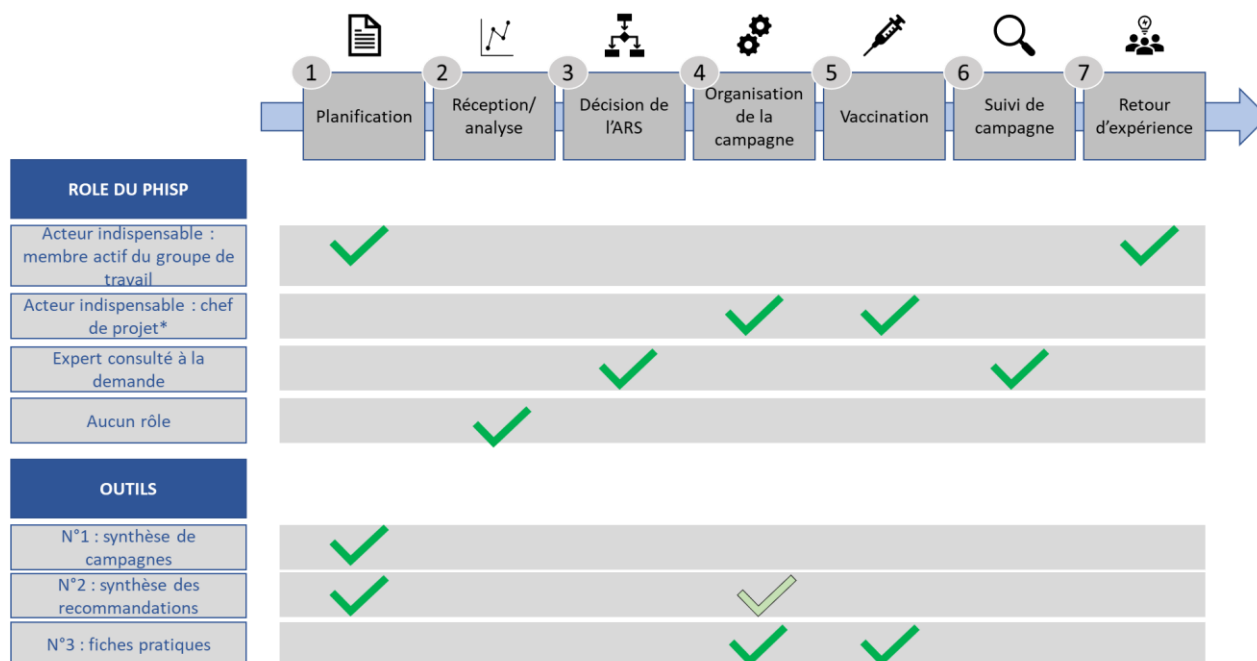 1
Planification
2
Réception/
analyse
3
Décision de
l’ARS
4
Organisation
de la
campagne
5
Vaccination
6
Suivi de
campagne
7
Retour
d’expérience
ROLE DU PHISP
Acteur indispensable :
membre actif du groupe de
travail
Acteur indispensable : chef
de projet*
Expert consulté à la
demande
Aucun rôle
OUTILS
N°1 : synthèse de
campagnes
N°2 : synthèse des
recommandations
N°3 : fiches pratiques